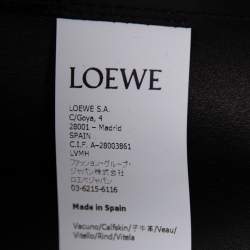 LOEWE
LOEWE S.A.
C/Goya, 4
28001 - Madrid
SPAIN
C.I.F. A-28003861
LVMH
ファッション・グループ・
ジャパン株式会社
ロエベジャパン
03-6215-6116
Made in Spain
Vacuno/Calfskin/子牛革/Veau/
Vitello/Rind/Vitela